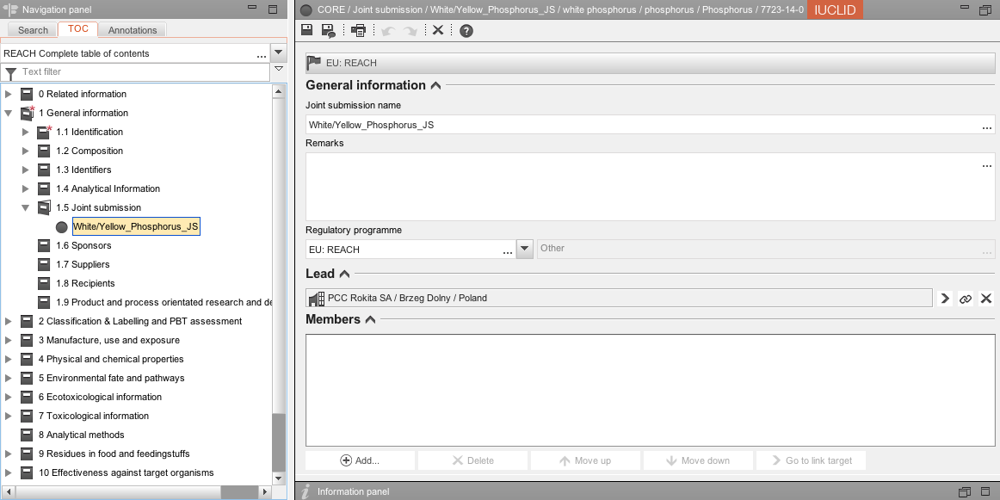 Navigation panel
Search
TOC
Annotations
REACH Complete table of contents
...
Text filter
0 Related information
1 General information
1.1 Identification
1.2 Composition
1.3 Identifiers
1.4 Analytical Information
1.5 Joint submission
White/Yellow_Phosphorus_JS
1.6 Sponsors
1.7 Suppliers
1.8 Recipients
1.9 Product and process orientated research and de
2 Classification & Labelling and PBT assessment
3 Manufacture, use and exposure
4 Physical and chemical properties
5 Environmental fate and pathways
6 Ecotoxicological information
7 Toxicological information
8 Analytical methods
9 Residues in food and feedingstuffs
10 Effectiveness against target organisms
CORE / Joint submission / White/Yellow_Phosphorus_JS / white phosphorus / phosphorus / Phosphorus / 7723-14-0
IUCLID
EU: REACH
General information
Joint submission name
White/Yellow_Phosphorus_JS
...
Remarks
...
Regulatory programme
EU: REACH
...
Other
...
Lead
PCC Rokita SA / Brzeg Dolny / Poland
Members
Add...
Delete
Move up
Move down
Go to link target
Information panel